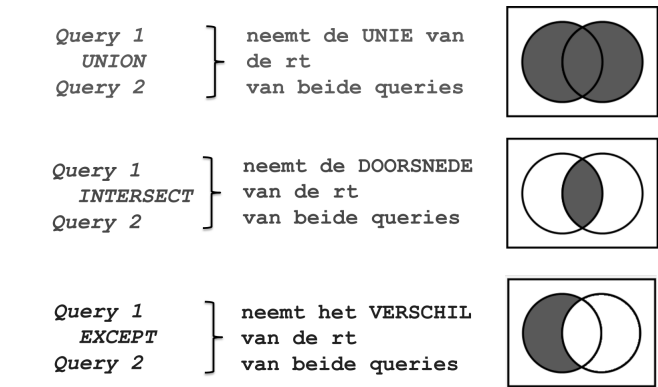 Query 1
UNION
Query 2
neemt de UNIE van
de rt
van beide queries
Query 1
INTERSECT
Query 2
neemt de DOORSNEDE
van de rt
van beide queries
Query 1
EXCEPT
Query 2
neemt het VERSCHIL
van de rt
van beide queries